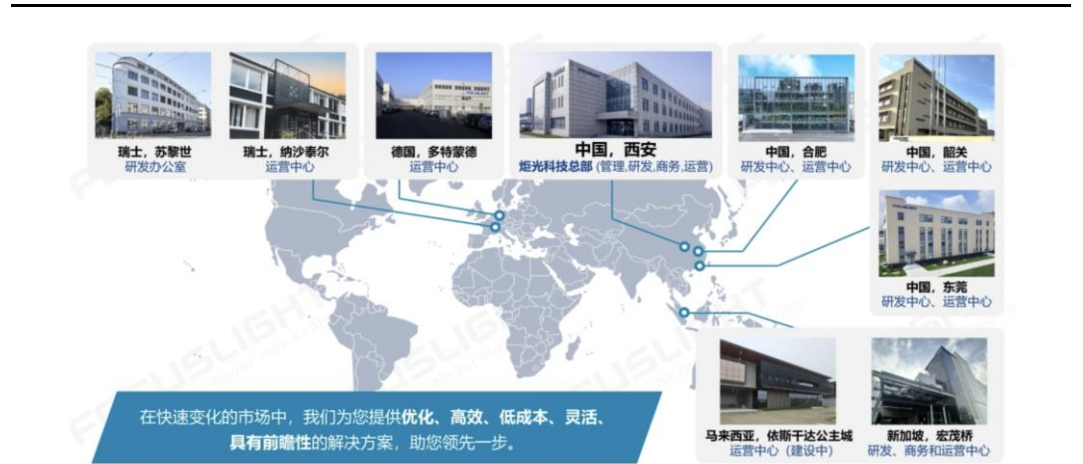 瑞士，苏黎世
研发办公室
瑞士，纳沙泰尔
运营中心
德国，多特蒙德
运营中心
中国，西安
炬光科技总部 (管理,研发,商务,运营)
中国，合肥
研发中心、运营中心
中国，韶关
研发中心、运营中心
中国，东莞
研发中心、运营中心
马来西亚，依斯干达公主城
运营中心（建设中）
新加坡，宏茂桥
研发、商务和运营中心
在快速变化的市场中，我们为您提供优化、高效、低成本、灵活、
具有前瞻性的解决方案，助您领先一步。
FOCUSLIGHT